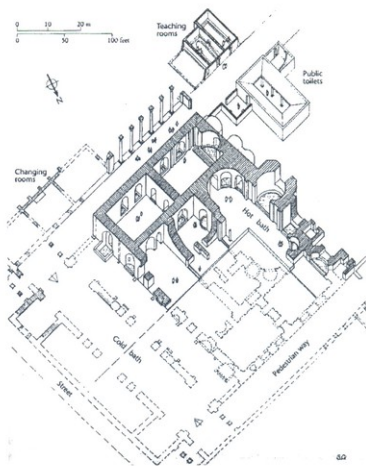 0 10 20 m
0 50 100 feet
N
Teaching
rooms
Public
toilets
Changing
rooms
Hot bath
Cold bath
Pedestrian way
Street